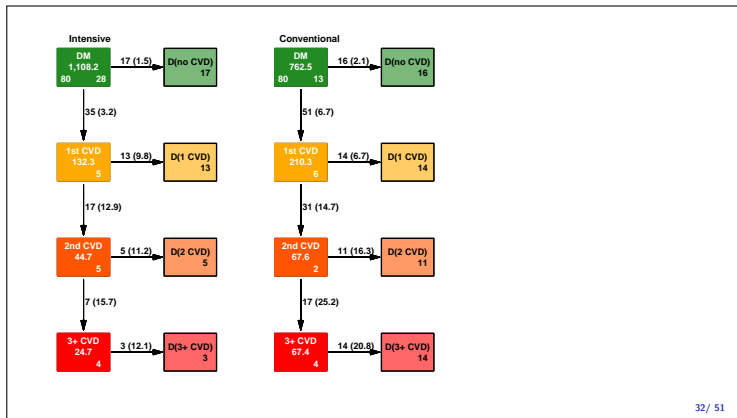 Intensive
DM
1,108.2
80 28
17 (1.5)
D(no CVD)
17
35 (3.2)
1st CVD
132.3
5
13 (9.8)
D(1 CVD)
13
17 (12.9)
2nd CVD
44.7
5
5 (11.2)
D(2 CVD)
5
7 (15.7)
3+ CVD
24.7
4
3 (12.1)
D(3+ CVD)
3
Conventional
DM
762.5
80 13
16 (2.1)
D(no CVD)
16
51 (6.7)
1st CVD
210.3
6
14 (6.7)
D(1 CVD)
14
31 (14.7)
2nd CVD
67.6
2
11 (16.3)
D(2 CVD)
11
17 (25.2)
3+ CVD
67.4
4
14 (20.8)
D(3+ CVD)
14
32/ 51